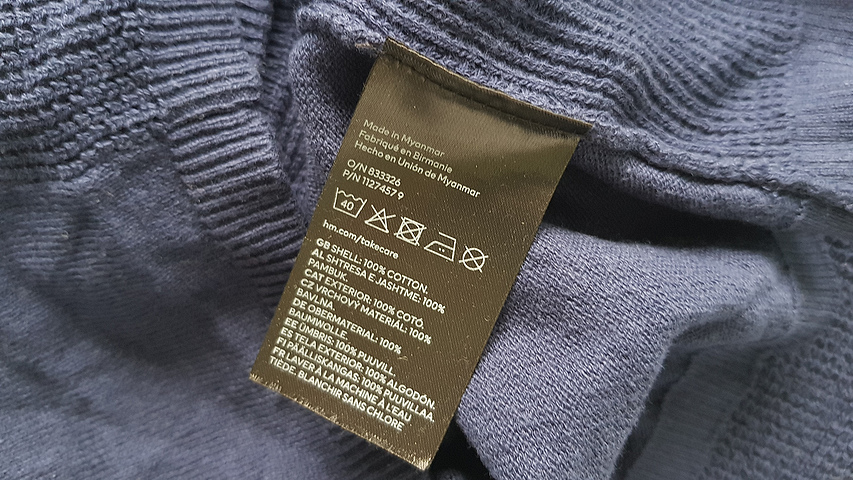 Made in Myanmar
Fabriqué en Birmanie
Hecho en Unión de Myanmar
O/N 833326
P/N 1127457 9
40
hm.com/takecare
GB SHELL: 100% COTTON.
AL SHTRESA E JASHTME: 100%
PAMBUK.
CAT EXTERIOR: 100% COTÓ.
CZ VRCHOVÝ MATERIÁL: 100%
BAVLNA.
DE OBERMATERIAL: 100%
BAUMWOLLE.
EE ÜMBRIS: 100% PUUVILL.
ES TELA EXTERIOR: 100% ALGODÓN.
FI PÄÄLLISKANGAS: 100% PUUVILLAA.
FR LAVER À LA MACHINE À L'EAU
TIÈDE. BLANCHIR SANS CHLORE